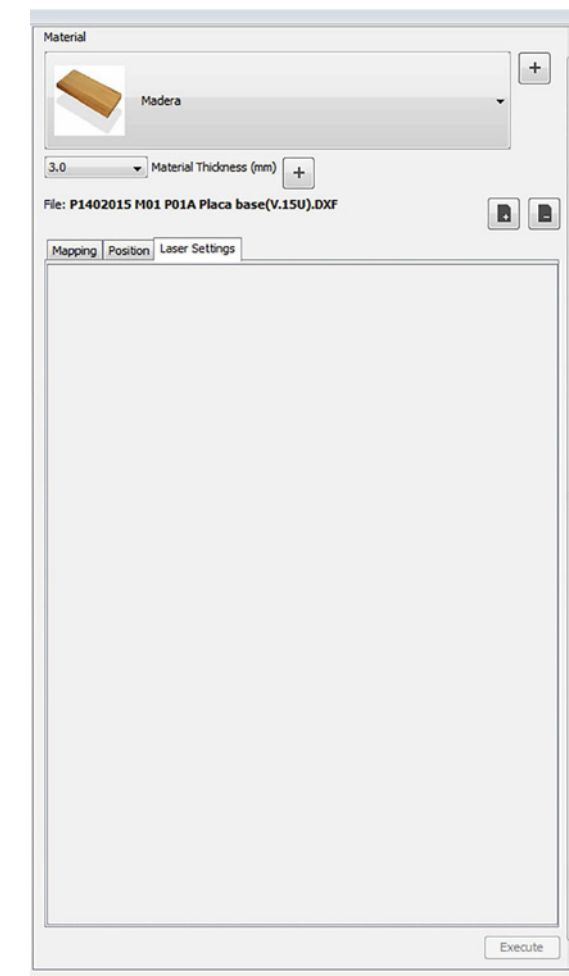 Material
Madera
3.0 Material Thickness (mm)
File: P1402015 M01 P01A Placa base(V.15U).DXF
Mapping Position Laser Settings
Execute